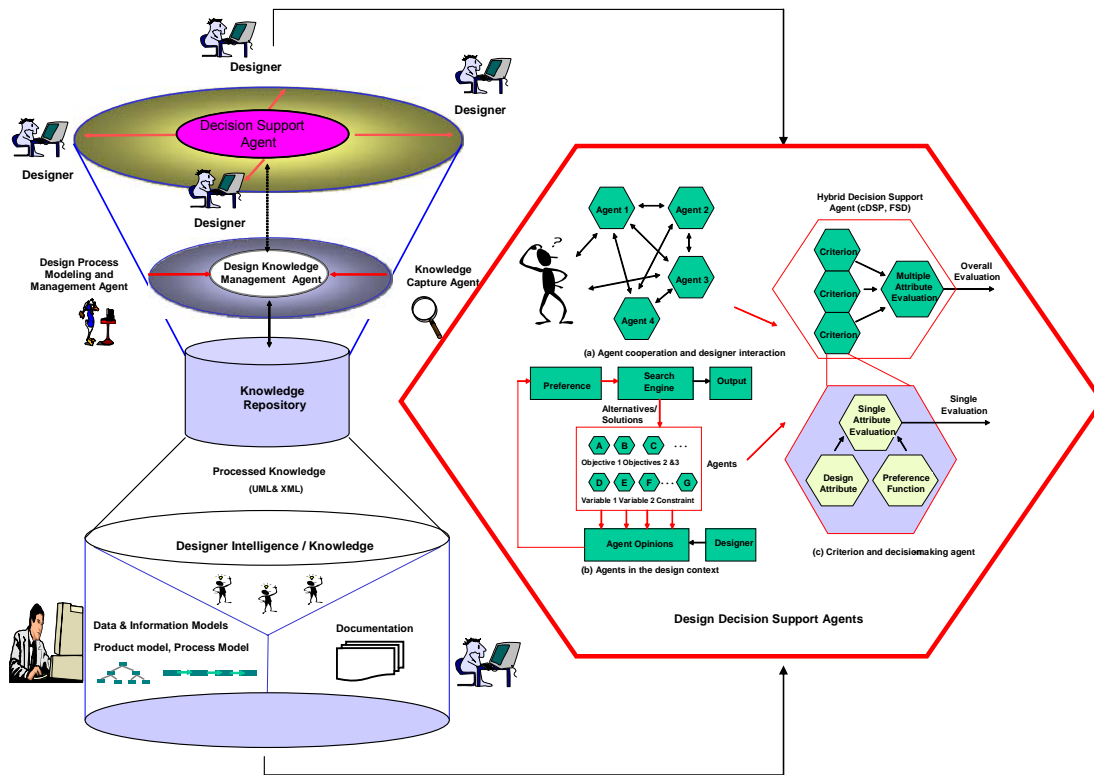 Designer
Designer
Designer
Designer
Decision Support
Agent
Design Process
Modeling and
Management Agent
Design Knowledge
Management Agent
Knowledge
Capture Agent
Knowledge
Repository
Processed Knowledge
(UML& XML)
Designer Intelligence / Knowledge
Data & Information Models
Product model, Process Model
Documentation
Agent 1
Agent 2
Agent 3
Agent 4
?
(a) Agent cooperation and designer interaction
Preference
Search
Engine
Output
Alternatives/
Solutions
A B C ...
Objective 1 Objectives 2 &3
D E F ... G
Variable 1 Variable 2 Constraint
Agents
Agent Opinions
Designer
(b) Agents in the design context
Hybrid Decision Support
Agent (cDSP, FSD)
Criterion
Criterion
Criterion
Multiple
Attribute
Evaluation
Overall
Evaluation
Single
Attribute
Evaluation
Single
Evaluation
Design
Attribute
Preference
Function
(c) Criterion and decision-making agent
Design Decision Support Agents